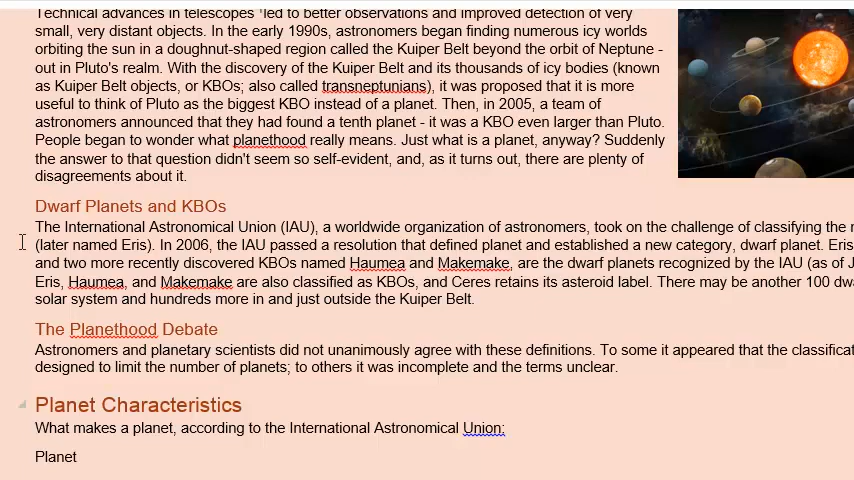 Technical advances in telescopes led to better observations and improved detection of very
small, very distant objects. In the early 1990s, astronomers began finding numerous icy worlds
orbiting the sun in a doughnut-shaped region called the Kuiper Belt beyond the orbit of Neptune -
out in Pluto's realm. With the discovery of the Kuiper Belt and its thousands of icy bodies (known
as Kuiper Belt objects, or KBOs; also called transneptunians), it was proposed that it is more
useful to think of Pluto as the biggest KBO instead of a planet. Then, in 2005, a team of
astronomers announced that they had found a tenth planet - it was a KBO even larger than Pluto.
People began to wonder what planethood really means. Just what is a planet, anyway? Suddenly
the answer to that question didn't seem so self-evident, and, as it turns out, there are plenty of
disagreements about it.
Dwarf Planets and KBOs
The International Astronomical Union (IAU), a worldwide organization of astronomers, took on the challenge of classifying the
(later named Eris). In 2006, the IAU passed a resolution that defined planet and established a new category, dwarf planet. Eris
and two more recently discovered KBOs named Haumea and Makemake, are the dwarf planets recognized by the IAU (as of
Eris, Haumea, and Makemake are also classified as KBOs, and Ceres retains its asteroid label. There may be another 100
solar system and hundreds more in and just outside the Kuiper Belt.
The Planethood Debate
Astronomers and planetary scientists did not unanimously agree with these definitions. To some it appeared that the
designed to limit the number of planets; to others it was incomplete and the terms unclear.
Planet Characteristics
What makes a planet, according to the International Astronomical Union:
Planet